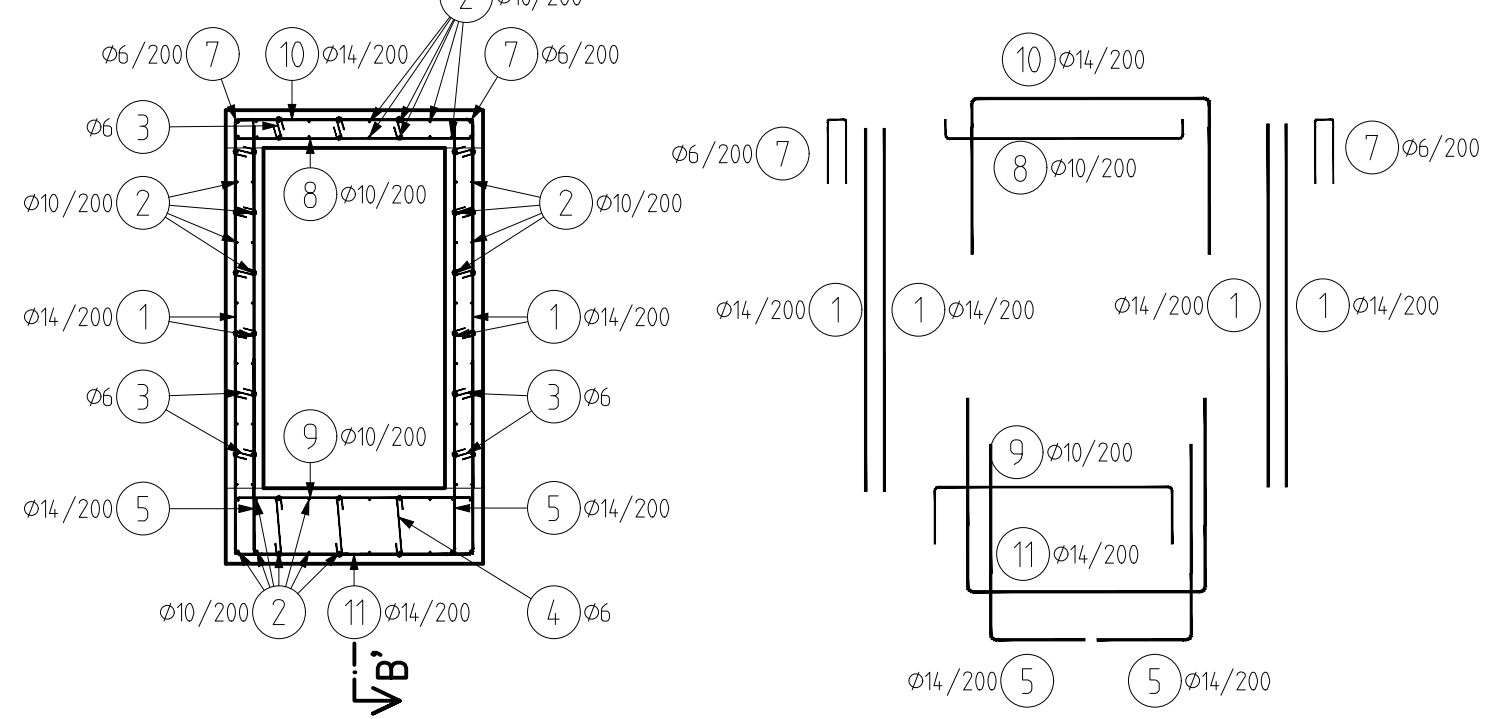 2 Ø10/200
Ø6/200 7 10 Ø14/200 7 Ø6/200
Ø6 3
8 Ø10/200
Ø10/200 2 2 Ø10/200
Ø14/200 1 1 Ø14/200
Ø6 3 3 Ø6
9 Ø10/200
Ø14/200 5 5 Ø14/200
Ø10/200 2 11 Ø14/200 4 Ø6
B'
10 Ø14/200
Ø6/200 7 7 Ø6/200
8 Ø10/200
Ø14/200 1 1 Ø14/200 Ø14/200 1 1 Ø14/200
9 Ø10/200
11 Ø14/200
Ø14/200 5 5 Ø14/200